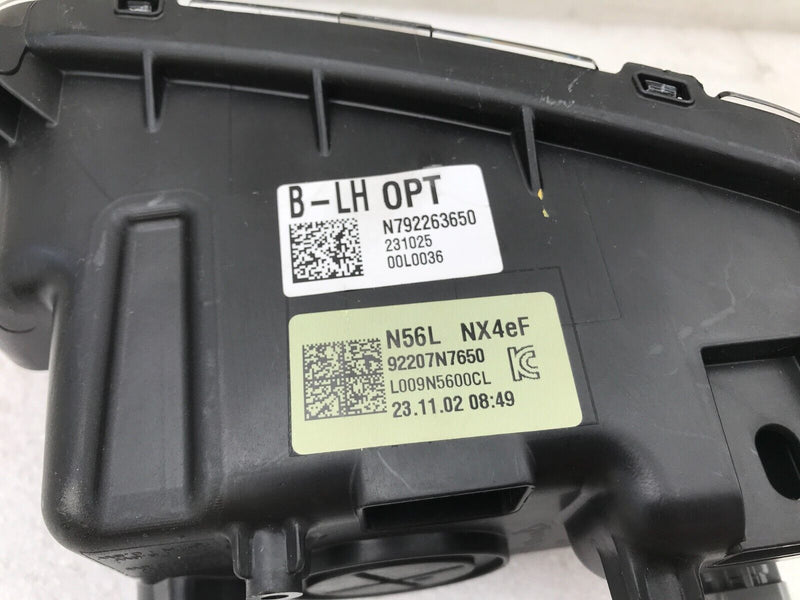 B-LH OPT
N792263650
231025
00L0036
N56L NX4eF
92207N7650
L009N5600CL
23.11.02 08:49